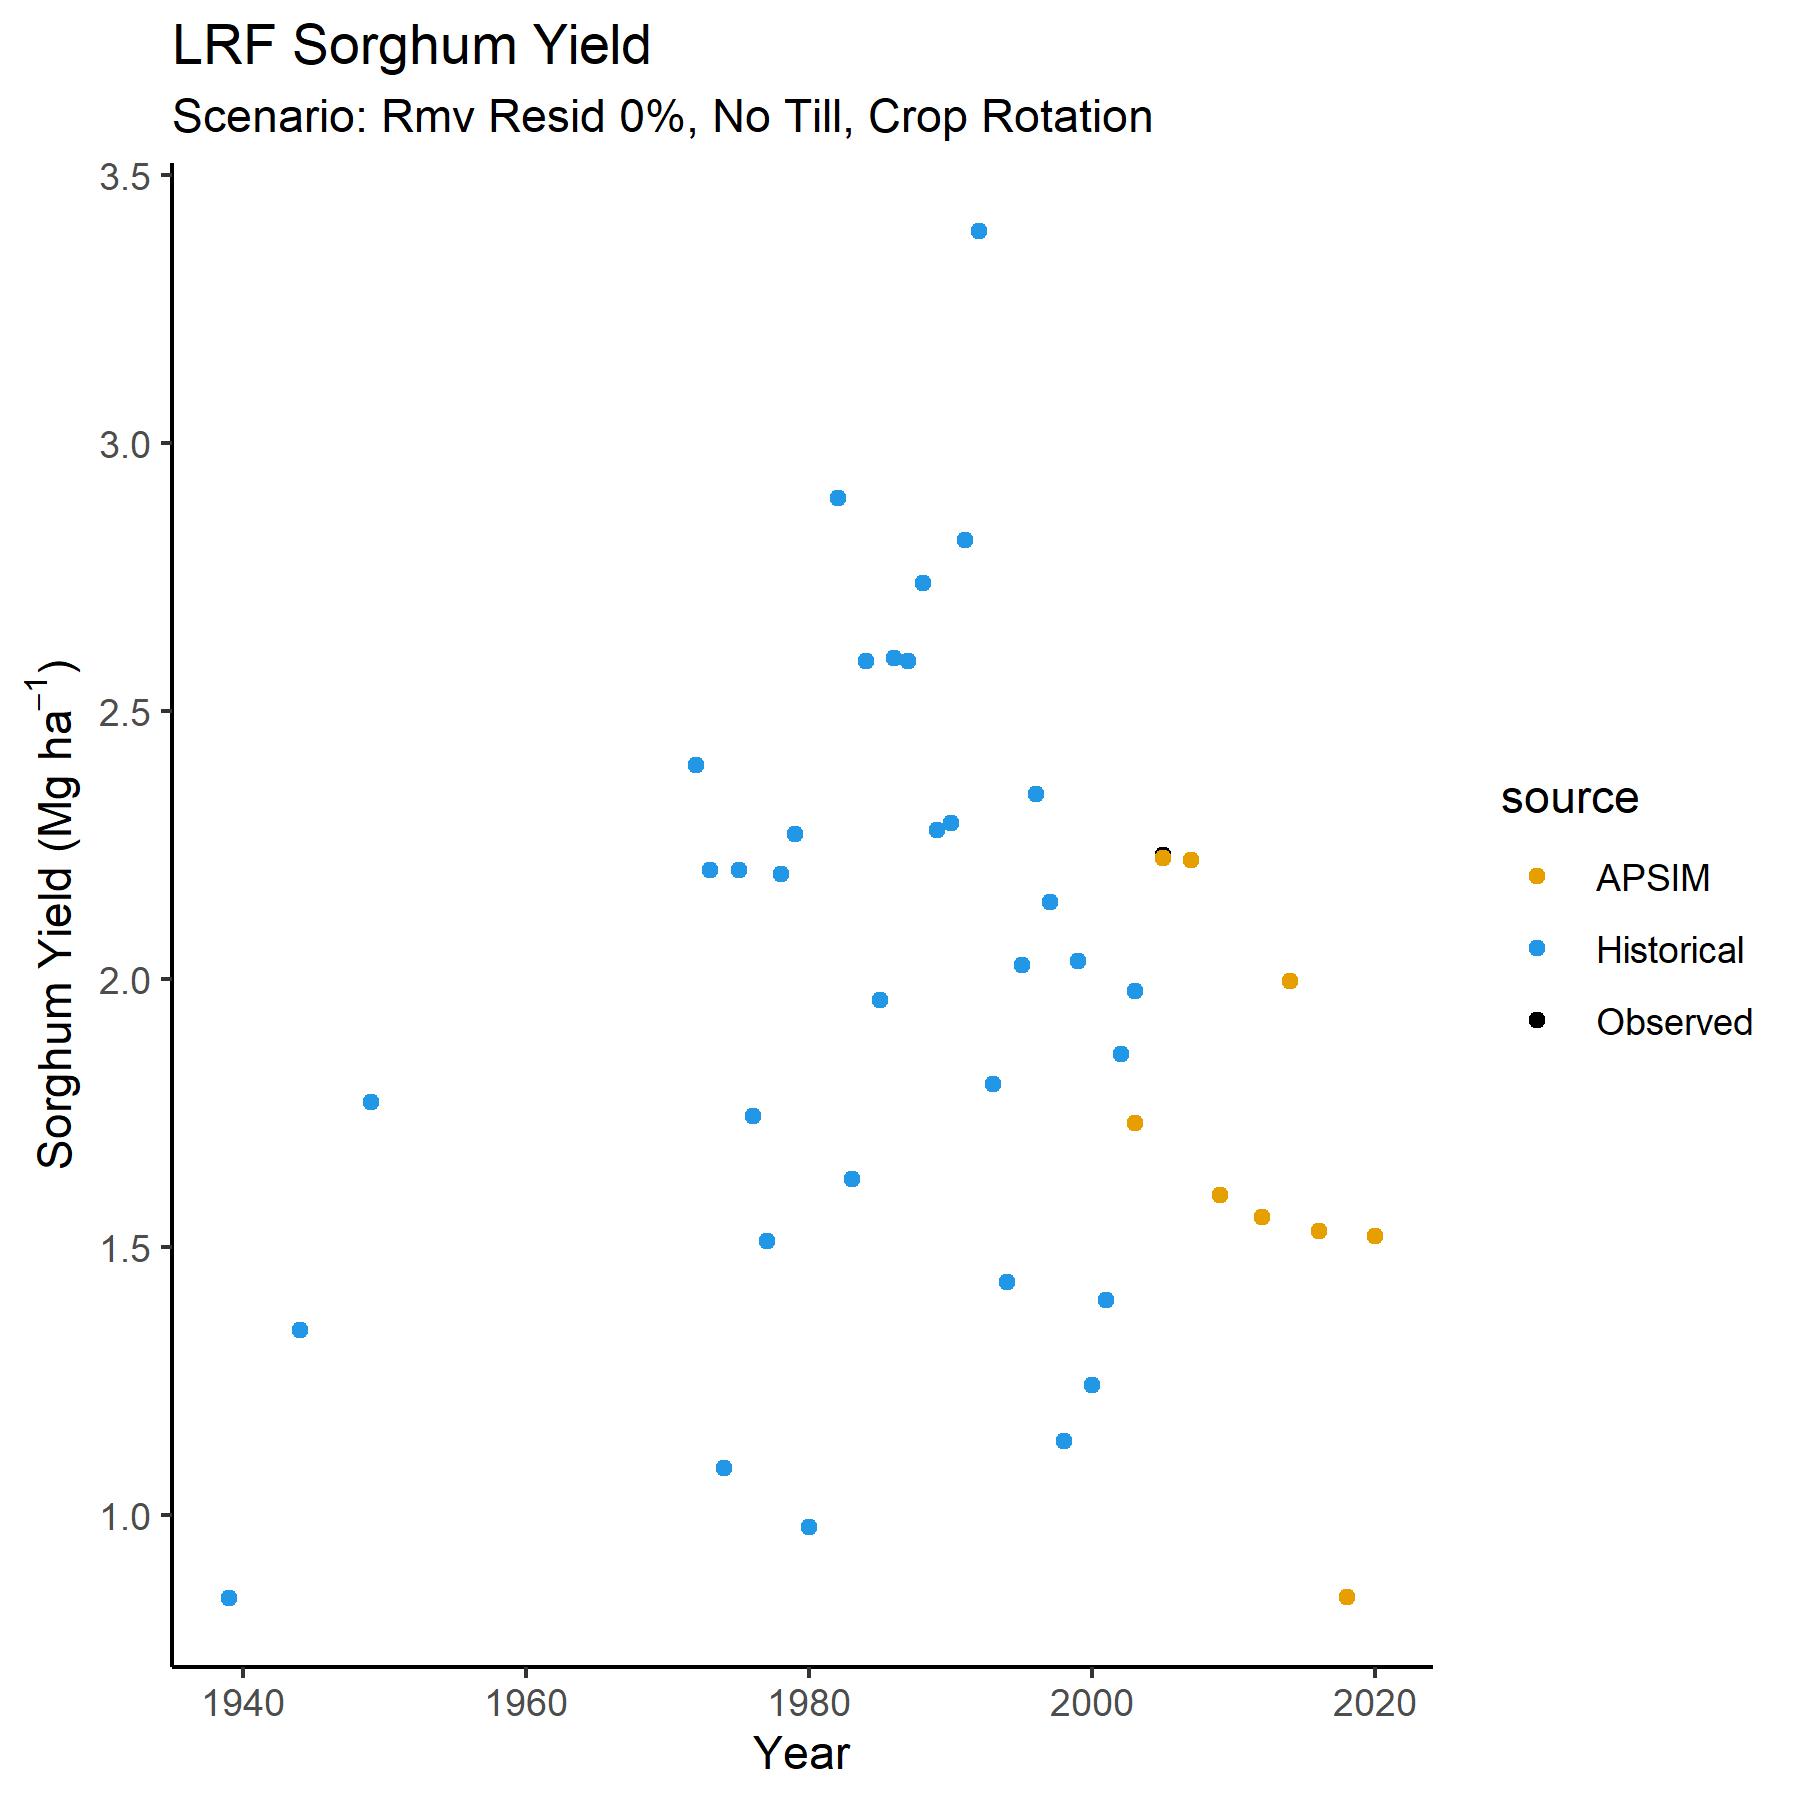 LRF Sorghum Yield
Scenario: Rmv Resid 0%, No Till, Crop Rotation
Sorghum Yield (Mg ha⁻¹)
3.5
3.0
2.5
2.0
1.5
1.0
1940 1960 1980 2000 2020
Year
source
APSIM
Historical
Observed